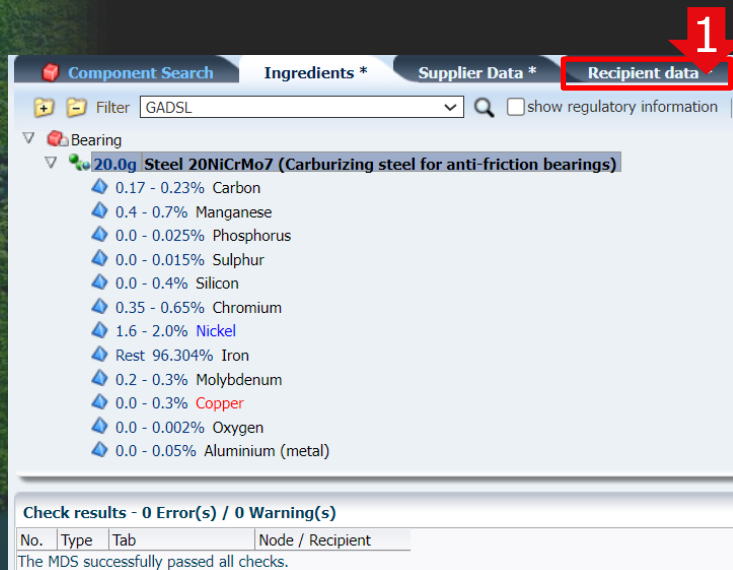 1
Component Search Ingredients * Supplier Data * Recipient data *
Filter GADSL show regulatory information
Bearing
20.0g Steel 20NiCrMo7 (Carburizing steel for anti-friction bearings)
0.17 - 0.23% Carbon
0.4 - 0.7% Manganese
0.0 - 0.025% Phosphorus
0.0 - 0.015% Sulphur
0.0 - 0.4% Silicon
0.35 - 0.65% Chromium
1.6 - 2.0% Nickel
Rest 96.304% Iron
0.2 - 0.3% Molybdenum
0.0 - 0.3% Copper
0.0 - 0.002% Oxygen
0.0 - 0.05% Aluminium (metal)
Check results - 0 Error(s) / 0 Warning(s)
No. Type Tab Node / Recipient
The MDS successfully passed all checks.